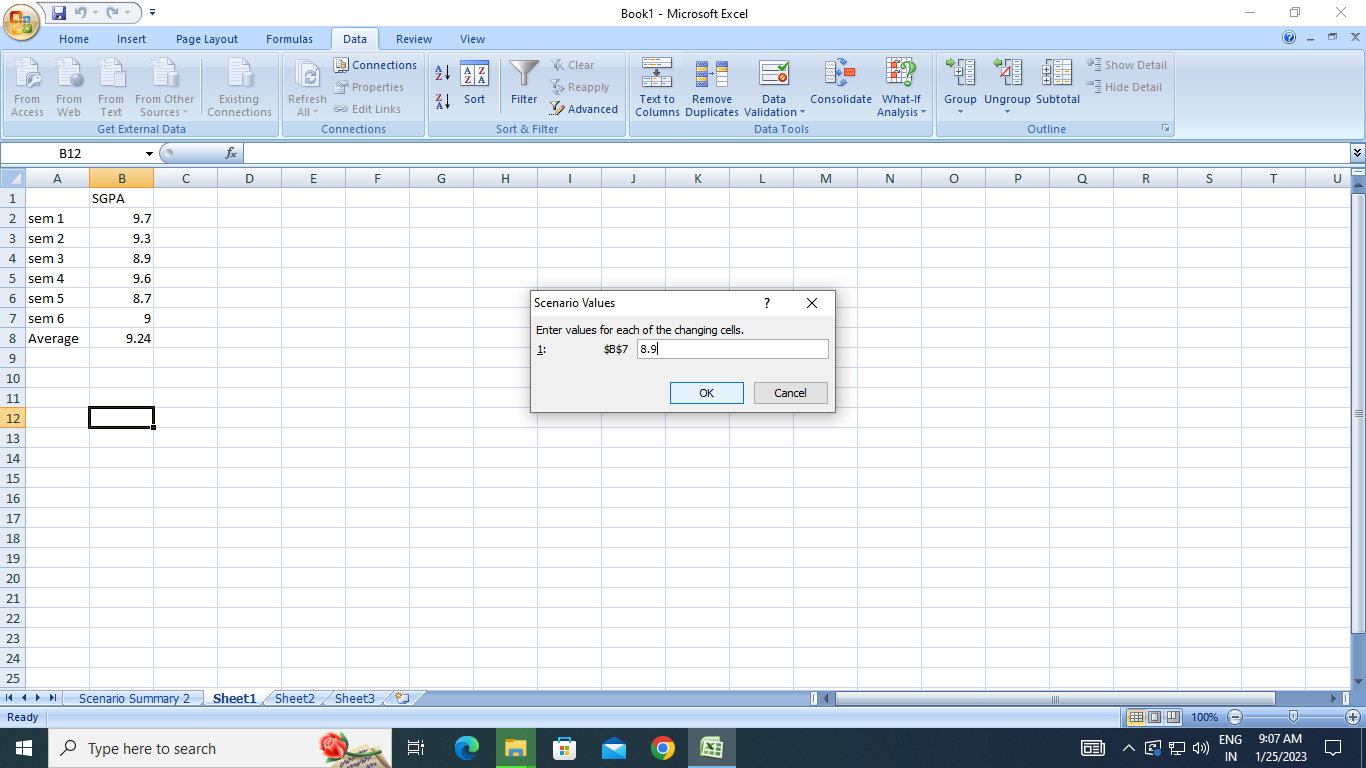 Book1 - Microsoft Excel
Home Insert Page Layout Formulas Data Review View
From Access
From Web
From Text
From Other Sources
Existing Connections
Get External Data
Refresh All
Connections
Properties
Edit Links
Connections
Sort
Filter
Clear
Reapply
Advanced
Sort & Filter
Text to Columns
Remove Duplicates
Data Validation
Consolidate
What-If Analysis
Data Tools
Group
Ungroup
Subtotal
Show Detail
Hide Detail
Outline
B12 fx
A B C D E F G H I J K L M N O P Q R S T U
1 SGPA
2 sem 1 9.7
3 sem 2 9.3
4 sem 3 8.9
5 sem 4 9.6
6 sem 5 8.7
7 sem 6 9
8 Average 9.24
9
10
11
12
13
14
15
16
17
18
19
20
21
22
23
24
25
Scenario Values ?
Enter values for each of the changing cells.
1: $B$7 8.9
OK Cancel
Scenario Summary 2 Sheet1 Sheet2 Sheet3
Ready 100%
Type here to search
ENG
IN
9:07 AM
1/25/2023